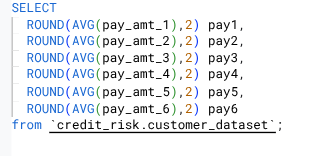 SELECT
ROUND(AVG(pay_amt_1),2) pay1,
ROUND(AVG(pay_amt_2),2) pay2,
ROUND(AVG(pay_amt_3),2) pay3,
ROUND(AVG(pay_amt_4),2) pay4,
ROUND(AVG(pay_amt_5),2) pay5,
ROUND(AVG(pay_amt_6),2) pay6
from `credit_risk.customer_dataset`;